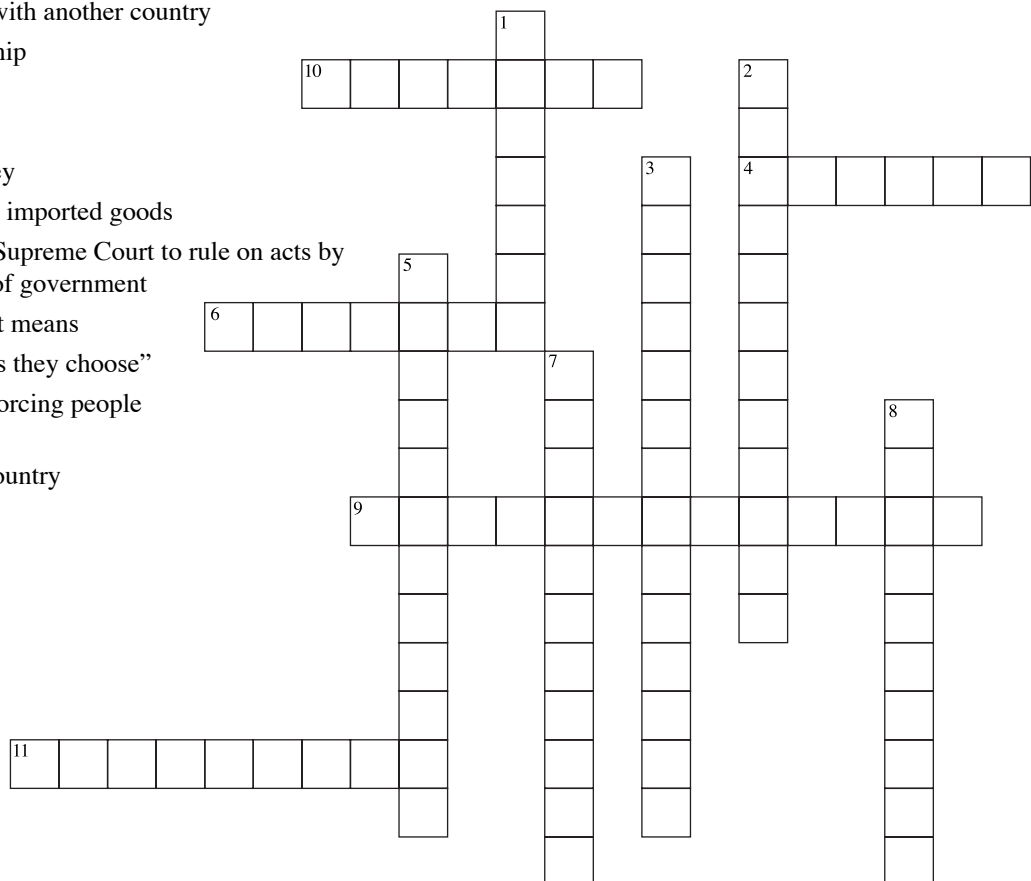 with another country
hip
ey
imported goods
Supreme Court to rule on acts by
of government
t means
s they choose”
orcing people
ountry
1
10
2
3
4
5
6
7
8
9
11